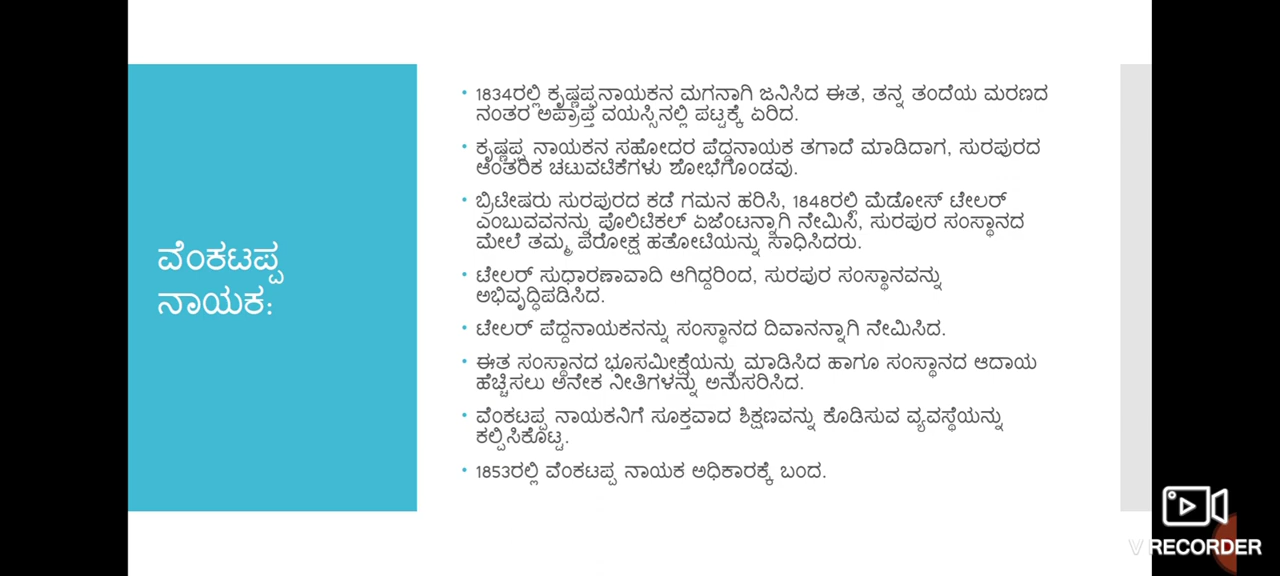 ವೆಂಕಟಪ್ಪ
ನಾಯಕ:
• 1834ರಲ್ಲಿ ಕೃಷ್ಣಪ್ಪನಾಯಕನ ಮಗನಾಗಿ ಜನಿಸಿದ ಈತ, ತನ್ನ ತಂದೆಯ ಮರಣದ
ನಂತರ ಅಪ್ರಾಪ್ತ ವಯಸ್ಸಿನಲ್ಲಿ ಪಟ್ಟಕ್ಕೆ ಏರಿದ.
• ಕೃಷ್ಣಪ್ಪ ನಾಯಕನ ಸಹೋದರ ಪೆದ್ದನಾಯಕ ತಗಾದೆ ಮಾಡಿದಾಗ, ಸುರಪುರದ
ಆಂತರಿಕ ಚಟುವಟಿಕೆಗಳು ಶೋಭೆಗೊಂಡವು.
• ಬ್ರಿಟೀಷರು ಸುರಪುರದ ಕಡೆ ಗಮನ ಹರಿಸಿ, 1848ರಲ್ಲಿ ಮೆಡೋಸ್ ಟೇಲರ್
ಎಂಬುವವನನ್ನು ಪೊಲಿಟಿಕಲ್ ಏಜೆಂಟನ್ನಾಗಿ ನೇಮಿಸಿ, ಸುರಪುರ ಸಂಸ್ಥಾನದ
ಮೇಲೆ ತಮ್ಮ ಪರೋಕ್ಷ ಹತೋಟಿಯನ್ನು ಸಾಧಿಸಿದರು.
• ಟೇಲರ್ ಸುಧಾರಣಾವಾದಿ ಆಗಿದ್ದರಿಂದ, ಸುರಪುರ ಸಂಸ್ಥಾನವನ್ನು
ಅಭಿವೃದ್ಧಿಪಡಿಸಿದ.
• ಟೇಲರ್ ಪೆದ್ದನಾಯಕನನ್ನು ಸಂಸ್ಥಾನದ ದಿವಾನನ್ನಾಗಿ ನೇಮಿಸಿದ.
• ಈತ ಸಂಸ್ಥಾನದ ಭೂಸಮೀಕ್ಷೆಯನ್ನು ಮಾಡಿಸಿದ ಹಾಗೂ ಸಂಸ್ಥಾನದ ಆದಾಯ
ಹೆಚ್ಚಿಸಲು ಅನೇಕ ನೀತಿಗಳನ್ನು ಅನುಸರಿಸಿದ.
• ವೆಂಕಟಪ್ಪ ನಾಯಕನಿಗೆ ಸೂಕ್ತವಾದ ಶಿಕ್ಷಣವನ್ನು ಕೊಡಿಸುವ ವ್ಯವಸ್ಥೆಯನ್ನು
ಕಲ್ಪಿಸಿಕೊಟ್ಟ.
• 1853ರಲ್ಲಿ ವೆಂಕಟಪ್ಪ ನಾಯಕ ಅಧಿಕಾರಕ್ಕೆ ಬಂದ.
V RECORDER